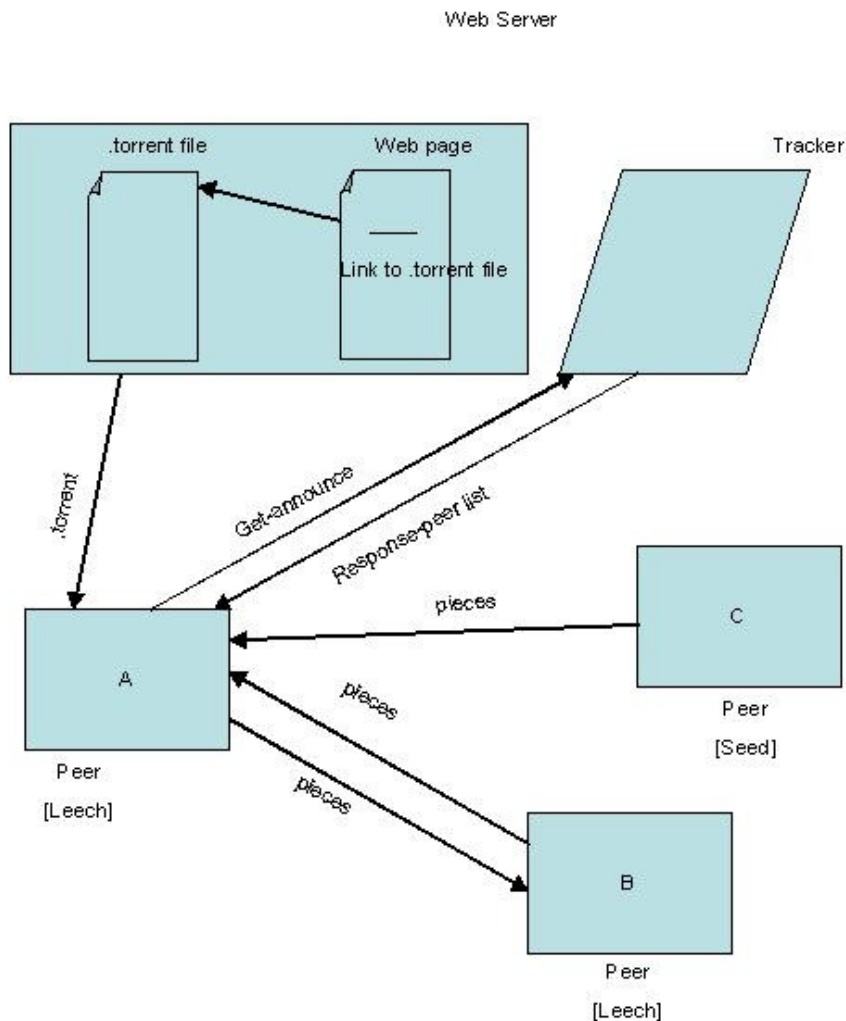 Web Server
.torrent file
Web page
Tracker
Link to .torrent file
.torrent
Get-announce
Response-peer list
pieces
C
A
pieces
Peer
[Seed]
Peer
[Leech]
pieces
B
Peer
[Leech]